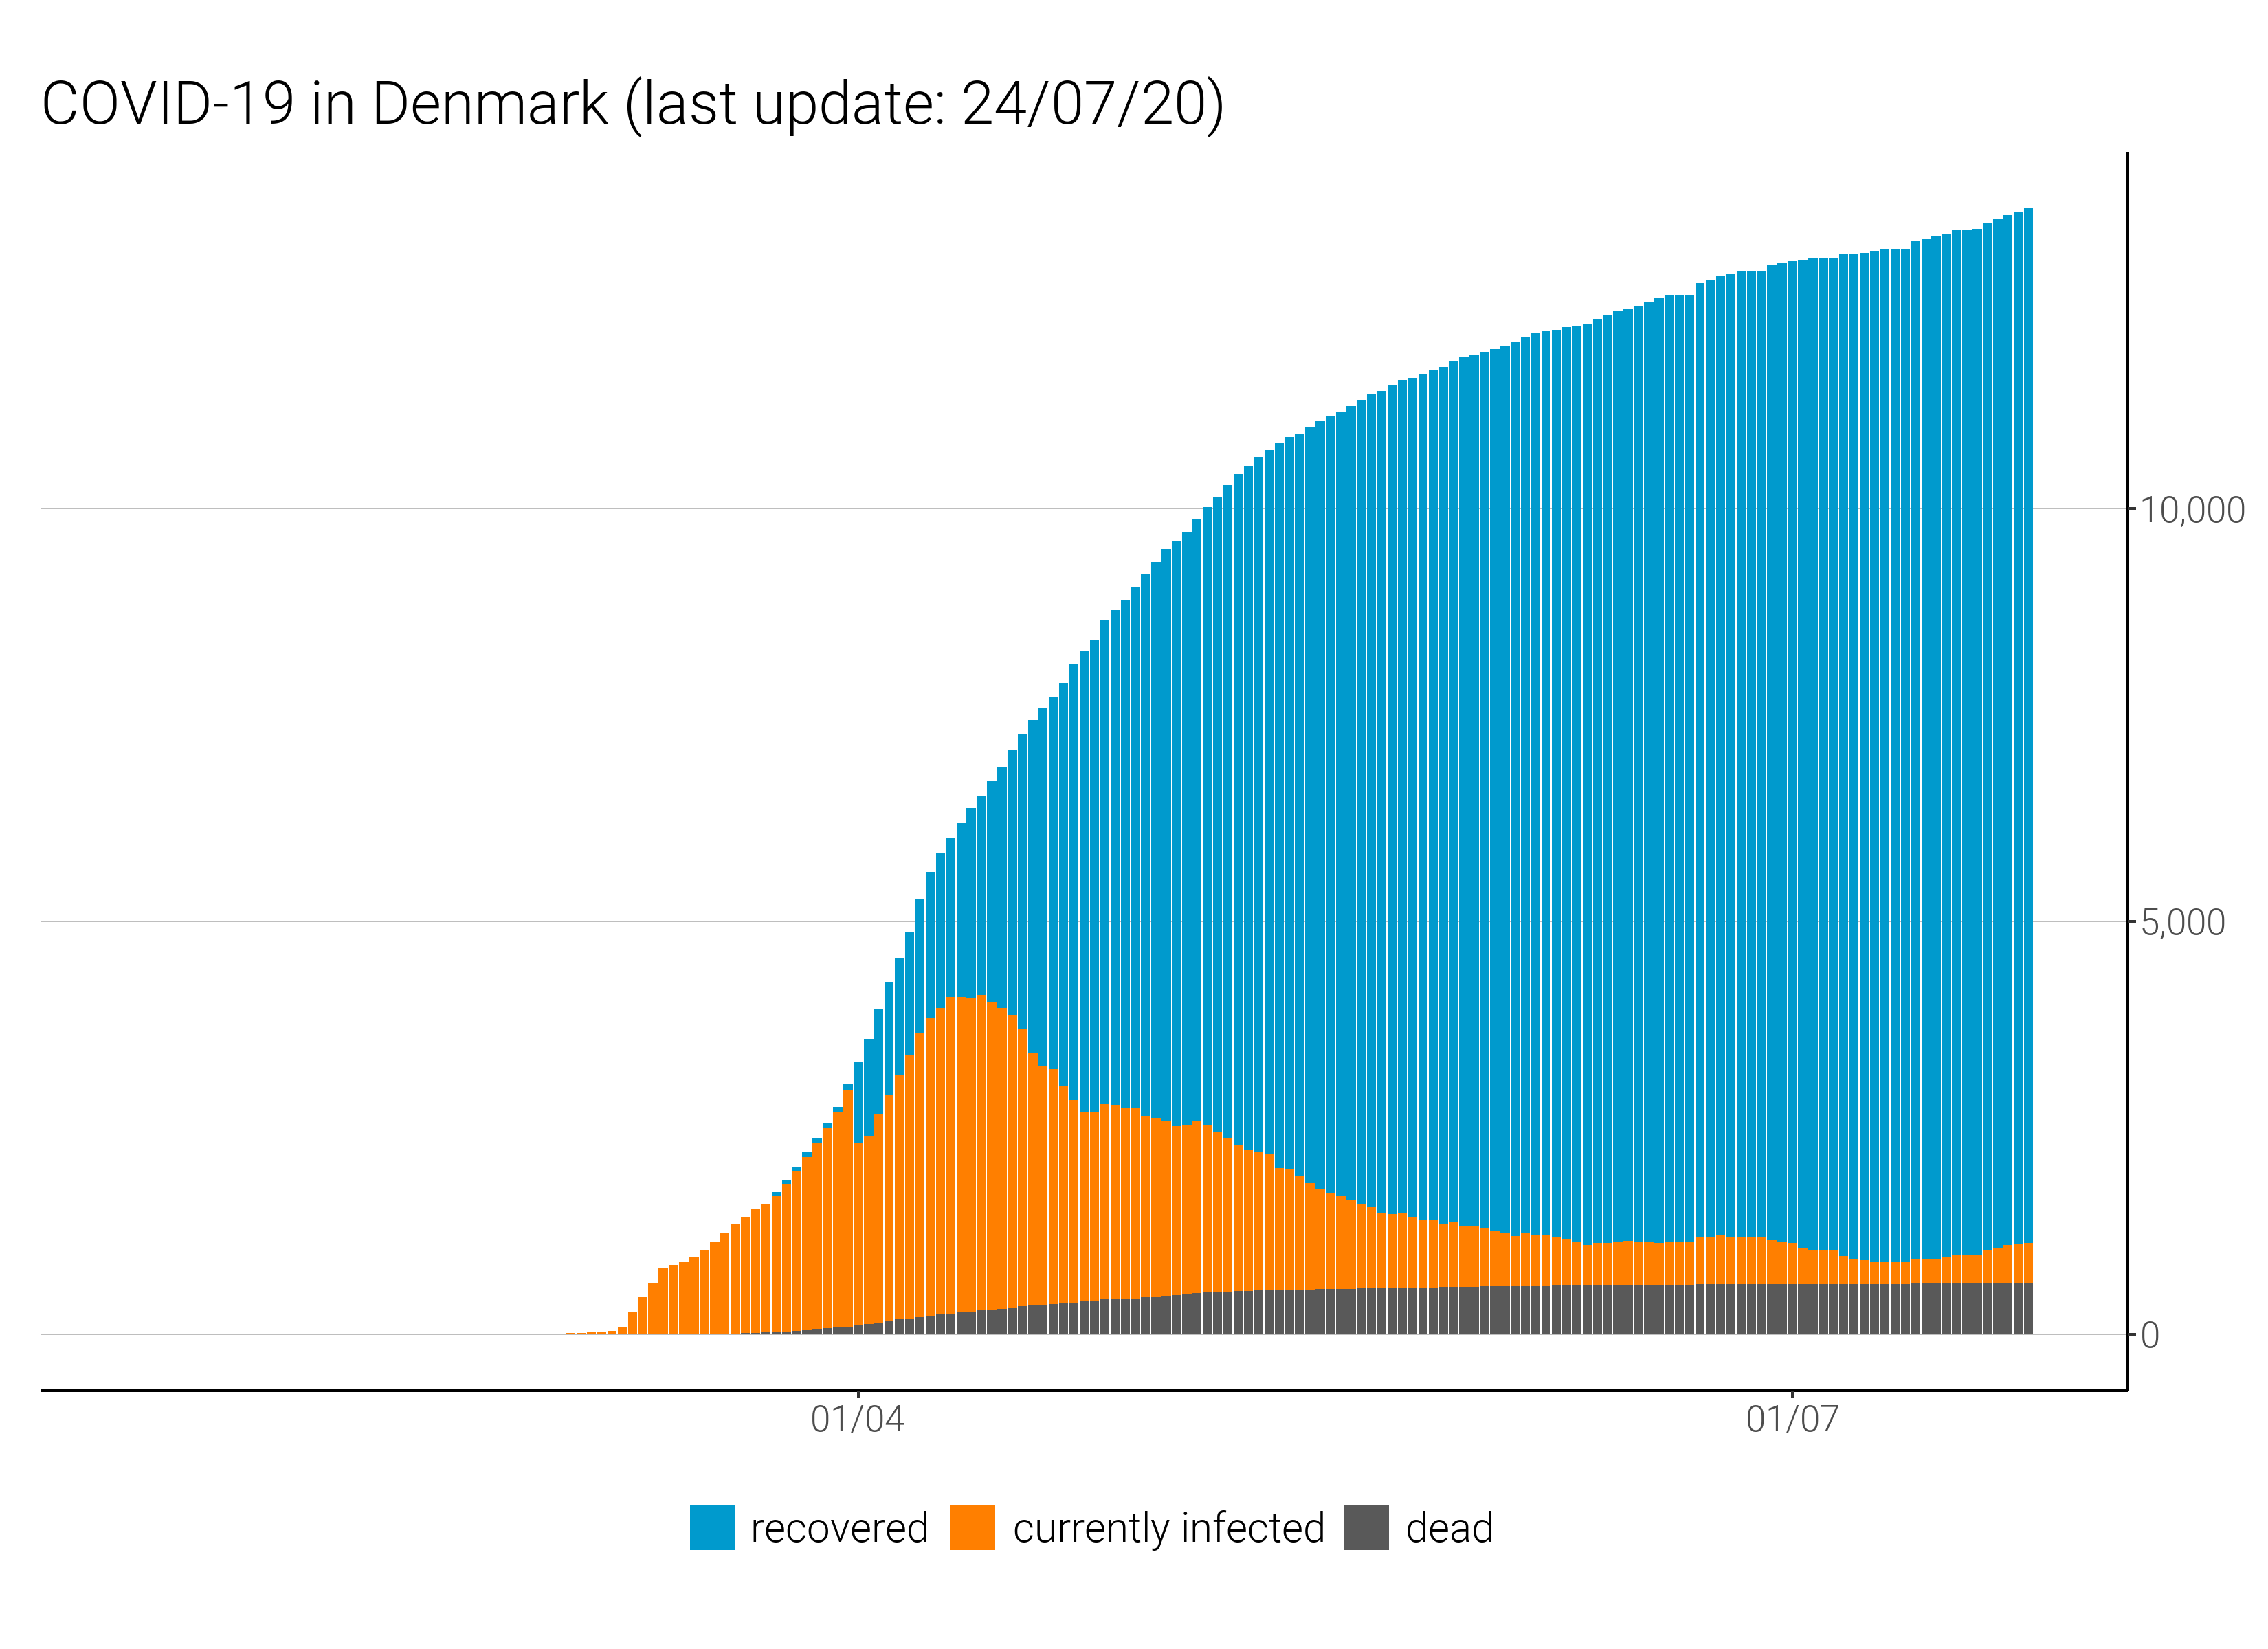 COVID-19 in Denmark (last update: 24/07/20)
10,000
5,000
0
01/04 01/07
recovered currently infected dead